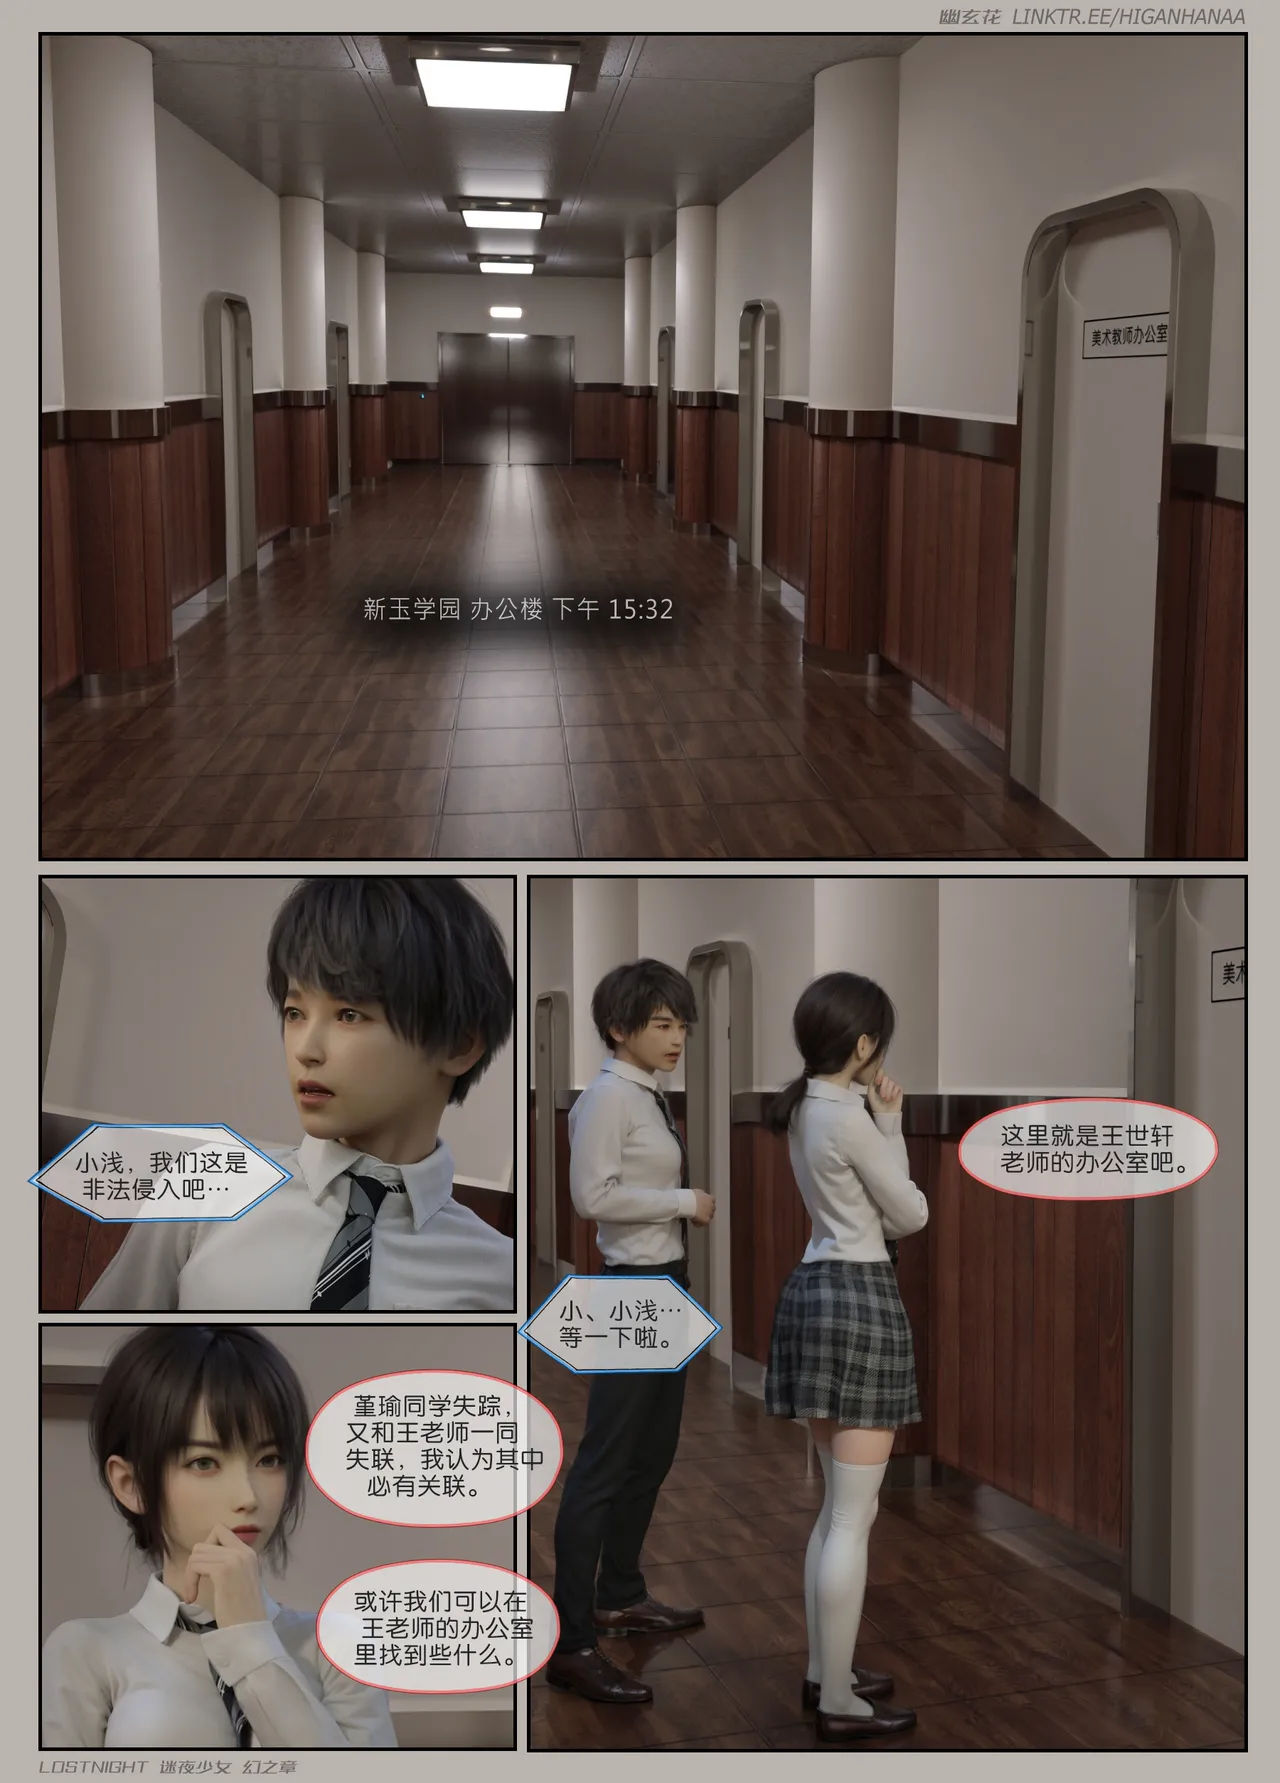 幽玄花 LINKTR.EE/HIGANHANAA
美术教师办公室
新玉学园 办公楼 下午 15:32
小浅，我们这是
非法侵入吧…
美术
这里就是王世轩
老师的办公室吧。
小、小浅…
等一下啦。
堇瑜同学失踪，
又和王老师一同
失联，我认为其中
必有关联。
或许我们可以在
王老师的办公室
里找到些什么。
LOSTNIGHT 迷夜少女 幻之章